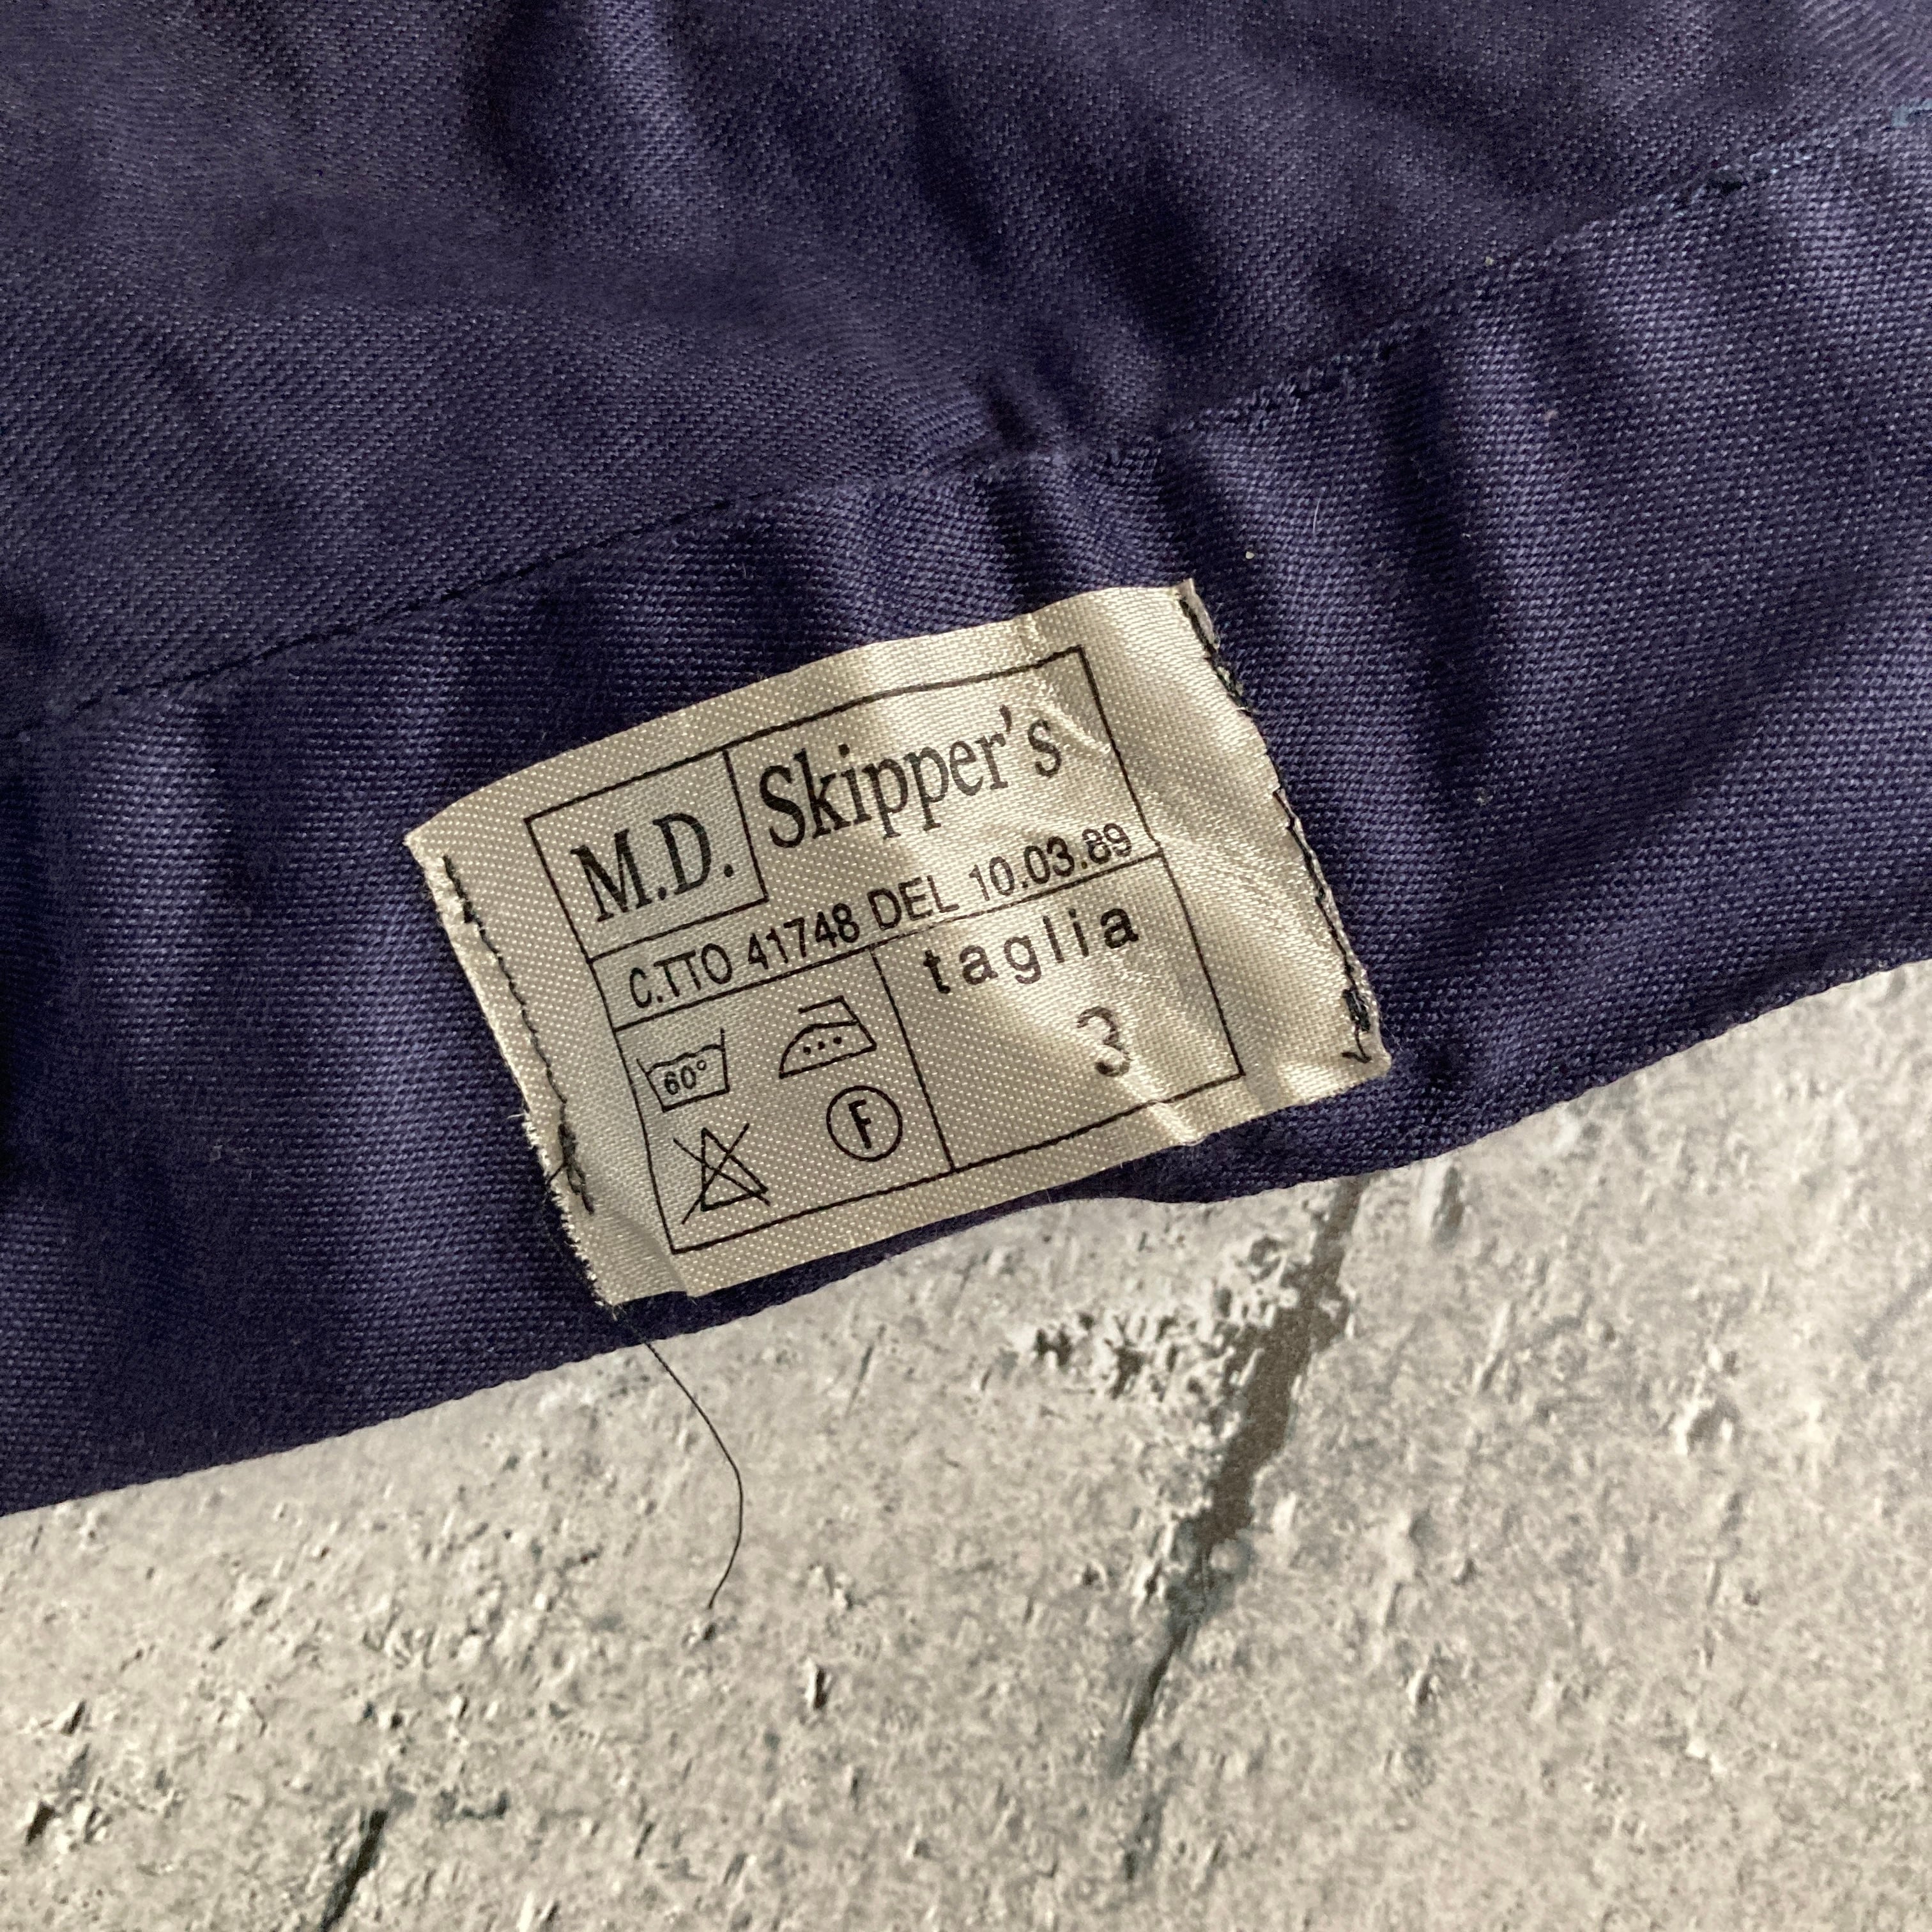 M.D. Skipper's
C.TTO 41748 DEL 10.03.89
taglia
3
60°
F